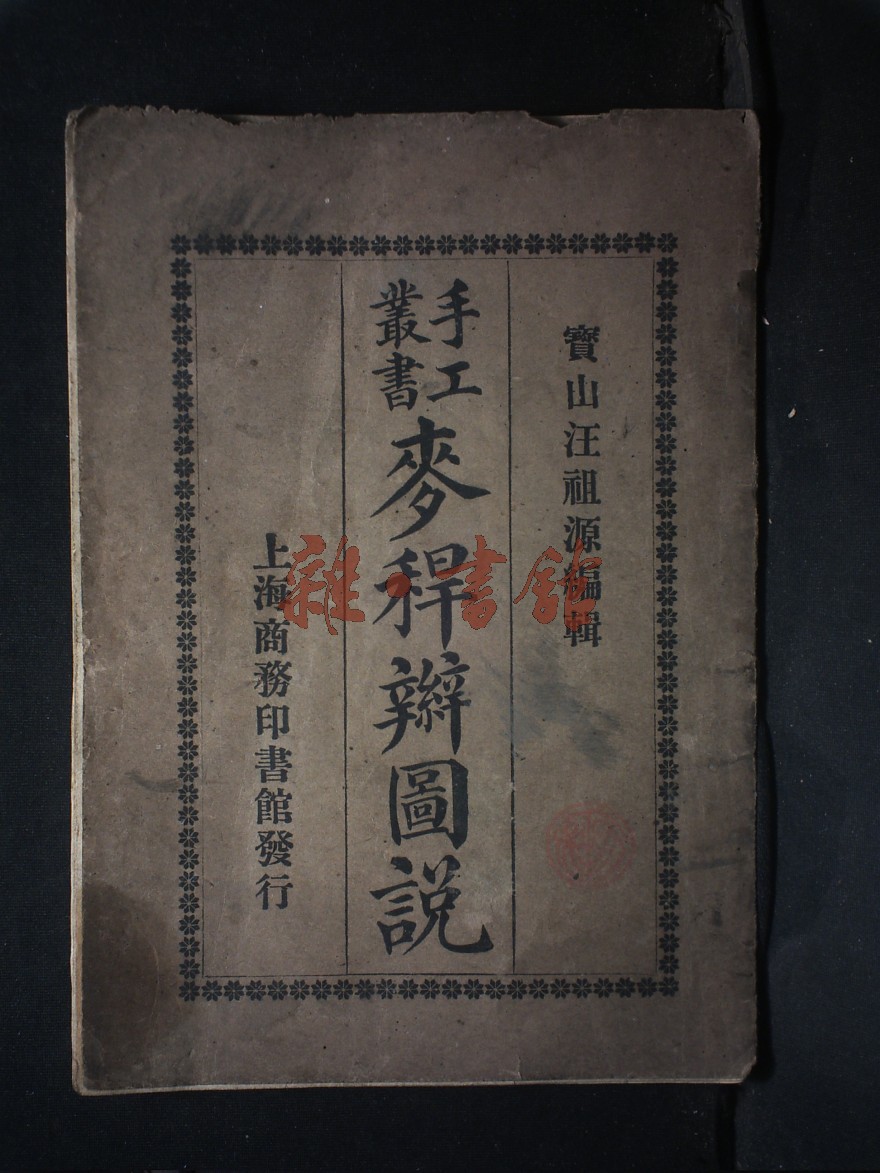 寶山汪祖源編輯
手工叢書
麥稈辮圖説
上海商務印書館發行
雜·書館